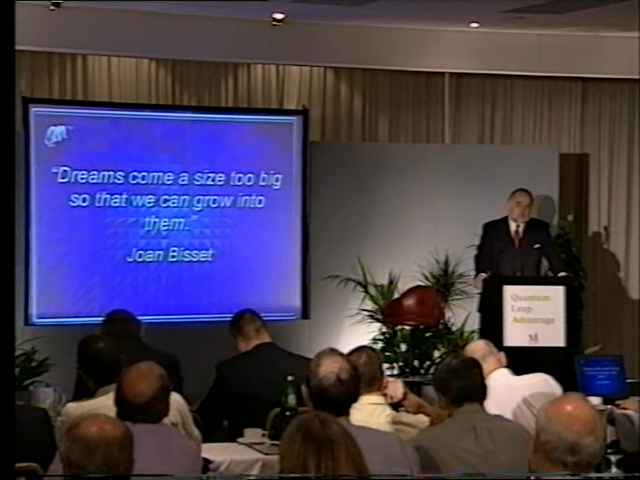 "Dreams come a size too big
so that we can grow into
them."
Joan Bisset
Quantum
Leap
Advantage
M